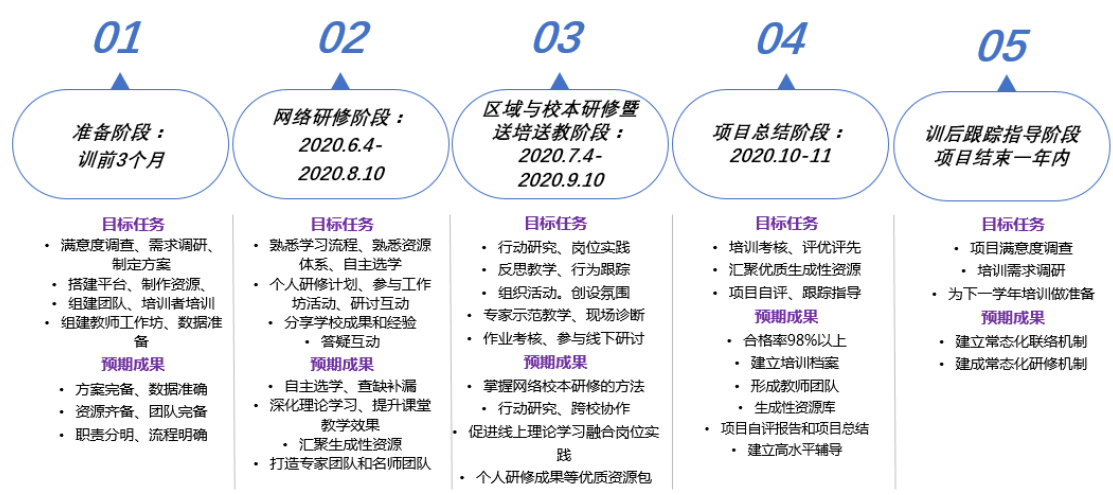 01
准备阶段：
训前3个月
目标任务
• 满意度调查、需求调研、
制定方案
• 搭建平台、制作资源、
• 组建团队、培训者培训
• 组建教师工作坊、数据准
备
预期成果
• 方案完备、数据准确
• 资源齐备、团队完备
• 职责分明、流程明确
02
网络研修阶段：
2020.6.4-
2020.8.10
目标任务
• 熟悉学习流程、熟悉资源
体系、自主选学
• 个人研修计划、参与工作
坊活动、研讨互动
• 分享学校成果和经验
• 答疑互动
预期成果
• 自主选学、查缺补漏
• 深化理论学习、提升课堂
教学效果
• 汇聚生成性资源
• 打造专家团队和名师团队
03
区域与校本研修暨
送培送教阶段：
2020.7.4-
2020.9.10
目标任务
• 行动研究、岗位实践
• 反思教学、行为跟踪
• 组织活动。创设氛围
• 专家示范教学、现场诊断
• 作业考核、参与线下研讨
预期成果
• 掌握网络校本研修的方法
• 行动研究、跨校协作
• 促进线上理论学习融合岗位实
践
• 个人研修成果等优质资源包
04
项目总结阶段：
2020.10-11
目标任务
• 培训考核、评优评先
• 汇聚优质生成性资源
• 项目自评、跟踪指导
预期成果
• 合格率98%以上
• 建立培训档案
• 形成教师团队
• 生成性资源库
• 项目自评报告和项目总结
• 建立高水平辅导
05
训后跟踪指导阶段
项目结束一年内
目标任务
• 项目满意度调查
• 培训需求调研
• 为下一学年培训做准备
预期成果
• 建立常态化联络机制
• 建成常态化研修机制